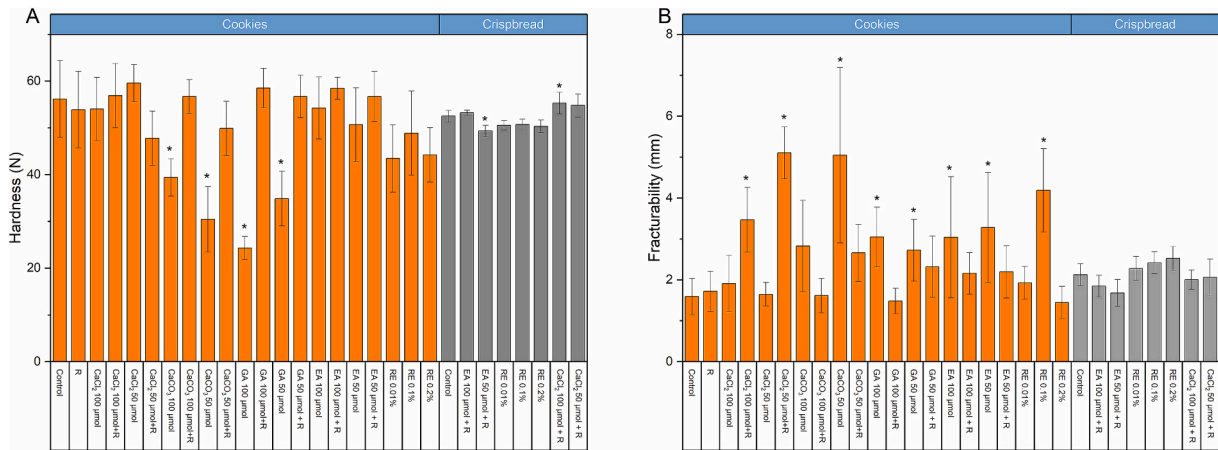 A
Cookies
Crispbread
Hardness (N)
60
40
20
0
*
*
*
*
*
*
Control
R
CaCl₂ 100 µmol
CaCl₂ 100 µmol+R
CaCl₂ 50 µmol
CaCl₂ 50 µmol+R
CaCO₃ 100 µmol
CaCO₃ 100 µmol+R
CaCO₃ 50 µmol
CaCO₃ 50 µmol+R
GA 100 µmol
GA 100 µmol+R
GA 50 µmol
GA 50 µmol + R
EA 100 µmol
EA 100 µmol + R
EA 50 µmol
EA 50 µmol + R
RE 0.01%
RE 0.1%
RE 0.2%
Control
EA 100 µmol
EA 50 µmol + R
RE 0.01%
RE 0.1%
RE 0.2%
CaCl₂ 100 µmol + R
CaCl₂ 50 µmol + R
B
Cookies
Crispbread
Fracturability (mm)
8
6
4
2
0
*
*
*
*
*
*
*
*
Control
R
CaCl₂ 100 µmol
CaCl₂ 100 µmol+R
CaCl₂ 50 µmol
CaCl₂ 50 µmol+R
CaCO₃ 100 µmol
CaCO₃ 100 µmol+R
CaCO₃ 50 µmol
CaCO₃ 50 µmol+R
GA 100 µmol
GA 100 µmol+R
GA 50 µmol
GA 50 µmol + R
EA 100 µmol
EA 100 µmol + R
EA 50 µmol
EA 50 µmol + R
RE 0.01%
RE 0.1%
RE 0.2%
Control
EA 100 µmol + R
EA 50 µmol + R
RE 0.01%
RE 0.1%
RE 0.2%
CaCl₂ 100 µmol + R
CaCl₂ 50 µmol + R